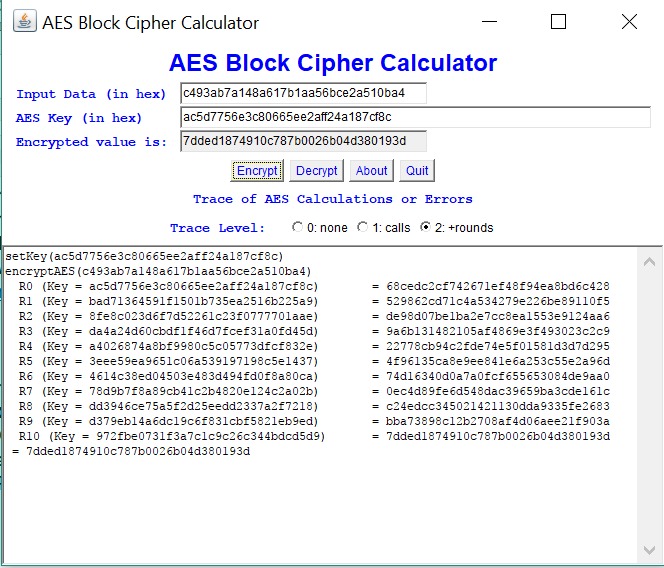 AES Block Cipher Calculator
AES Block Cipher Calculator
Input Data (in hex) c493ab7a148a617b1aa56bce2a510ba4
AES Key (in hex) ac5d7756e3c80665ee2aff24a187cf8c
Encrypted value is: 7dded1874910c787b0026b04d380193d
Encrypt Decrypt About Quit
Trace of AES Calculations or Errors
Trace Level: 0: none 1: calls 2: +rounds
setKey(ac5d7756e3c80665ee2aff24a187cf8c)
encryptAES(c493ab7a148a617b1aa56bce2a510ba4)
R0 (Key = ac5d7756e3c80665ee2aff24a187cf8c) = 68cedc2cf742671ef48f94ea8bd6c428
R1 (Key = bad71364591f1501b735ea2516b225a9) = 529862cd71c4a534279e226be89110f5
R2 (Key = 8fe8c023d6f7d52261c23f0777701aae) = de98d07be1ba2e7cc8ea1553e9124aa6
R3 (Key = da4a24d60cbdf1f46d7fcef31a0fd45d) = 9a6b131482105af4869e3f493023c2c9
R4 (Key = a4026874a8bf9980c5c05773dfcf832e) = 22778cb94c2fde74e5f01581d3d7d295
R5 (Key = 3eee59ea9651c06a539197198c5e1437) = 4f96135ca8e9ee841e6a253c55e2a96d
R6 (Key = 4614c38ed04503e483d494fd0f8a80ca) = 74d16340d0a7a0fcf655653084de9aa0
R7 (Key = 78d9b7f8a89cb41c2b4820e124c2a02b) = 0ec4d89fe6d548dac39659ba3cde161c
R8 (Key = dd3946ce75a5f2d25eedd2337a2f7218) = c24edcc345021421130dda9335fe2683
R9 (Key = d379eb14a6dc19c6f831cbf5821eb9ed) = bba73898c12b2708af4d06aee21f903a
R10 (Key = 972fbe0731f3a7c1c9c26c344bdcd5d9) = 7dded1874910c787b0026b04d380193d
= 7dded1874910c787b0026b04d380193d